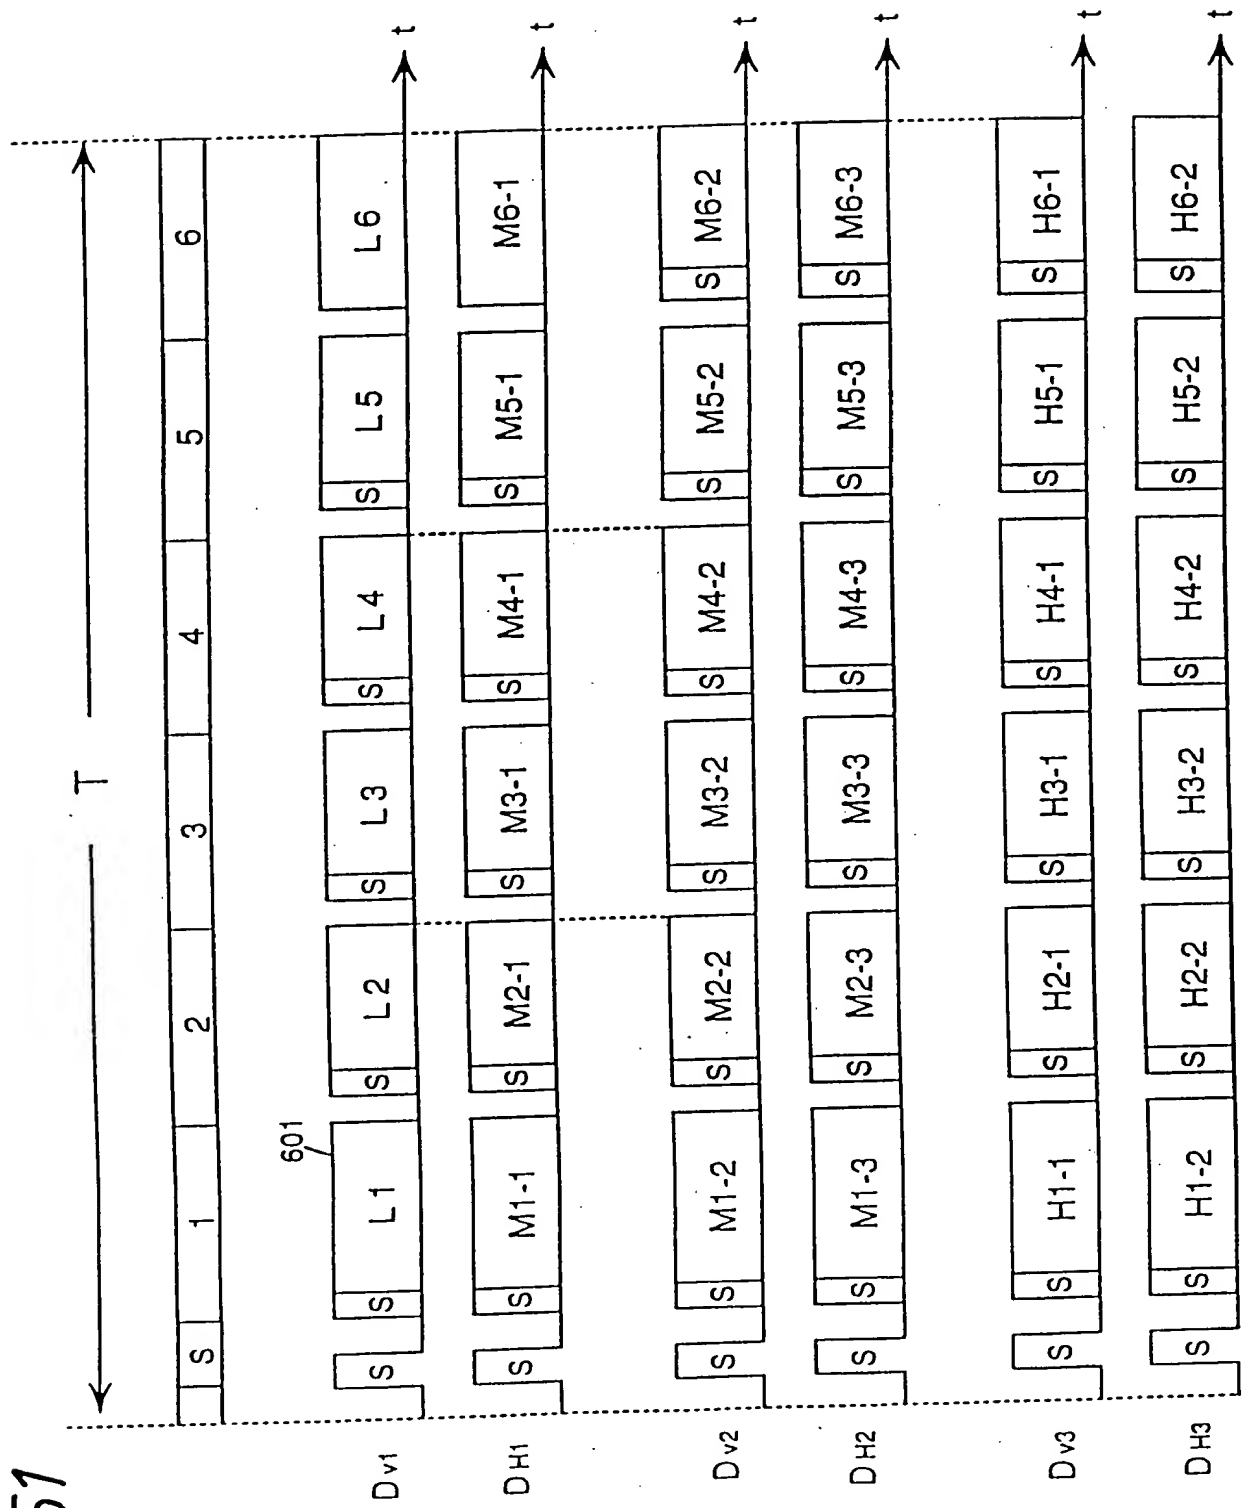 51
T
S 1 2 3 4 5 6
601
Dv1 S S L1 S L2 S L3 S L4 S L5 L6 t
DH1 S S M1-1 S M2-1 S M3-1 S M4-1 S M5-1 M6-1 t
Dv2 S S M1-2 S M2-2 S M3-2 S M4-2 S M5-2 S M6-2 t
DH2 S S M1-3 S M2-3 S M3-3 S M4-3 S M5-3 S M6-3 t
Dv3 S S H1-1 S H2-1 S H3-1 S H4-1 S H5-1 S H6-1 t
DH3 S S H1-2 S H2-2 S H3-2 S H4-2 S H5-2 S H6-2 t